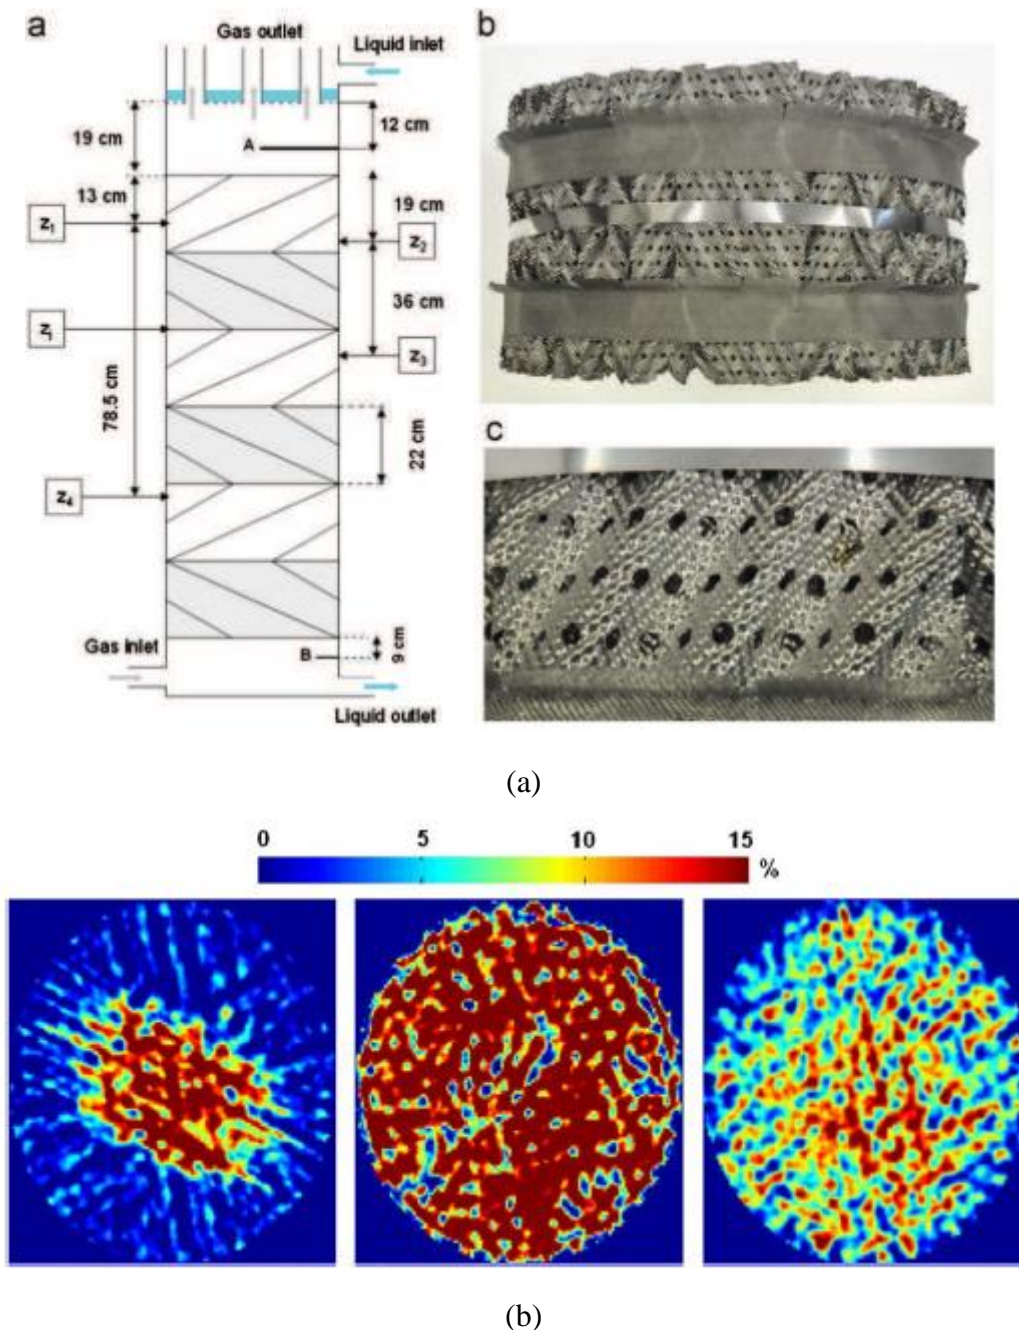 a
Gas outlet
Liquid inlet
19 cm
12 cm
A
13 cm
19 cm
z1
z2
zj
36 cm
z3
78.5 cm
22 cm
z4
Gas inlet
B
9 cm
Liquid outlet
b
c
(a)
0 5 10 15
%
(b)